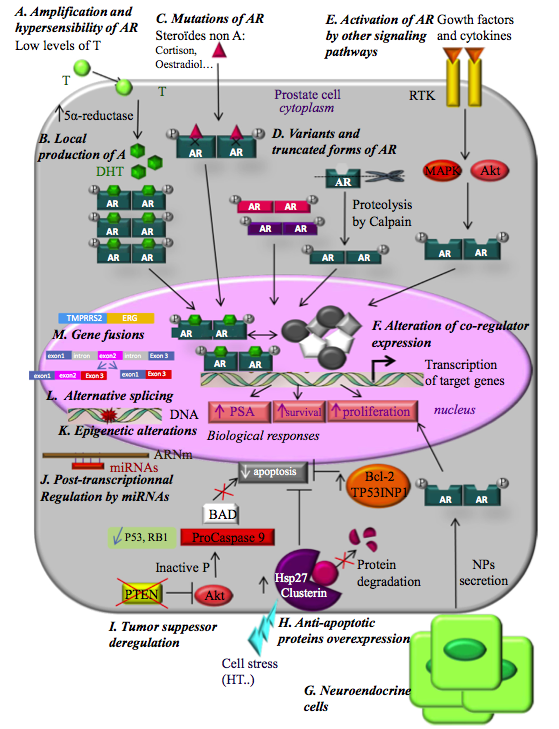 A. Amplification and
hypersensibility of AR
Low levels of T
C. Mutations of AR
Steroïdes non A:
Cortison,
Oestradiol...
E. Activation of AR
by other signaling
pathways
Gowth factors
and cytokines
T
T
RTK
Prostate cell
cytoplasm
5α-reductase
B. Local
production of A
DHT
P
P
AR
AR
D. Variants and
truncated forms of AR
AR
Proteolysis
by Calpain
MAPK
Akt
P
P
AR
AR
P
P
AR
AR
P
P
AR
AR
AR
AR
AR
AR
P
P
AR
AR
P
P
AR
AR
TMPRRS2
ERG
M. Gene fusions
exon1
intron
exon2
intron
Exon 3
exon1
exon2
Exon 3
exon1
Exon 3
L. Alternative splicing
DNA
K. Epigenetic alterations
P
P
AR
AR
P
P
AR
AR
F. Alteration of co-regulator
expression
Transcription
of target genes
PSA
survival
proliferation
nucleus
Biological responses
ARNm
miRNAs
J. Post-transcriptionnal
Regulation by miRNAs
apoptosis
Bcl-2
TP53INP1
P
P
AR
AR
BAD
P53, RB1
ProCaspase 9
Inactive P
PTEN
Akt
Hsp27
Clusterin
Protein
degradation
NPs
secretion
I. Tumor suppessor
deregulation
H. Anti-apoptotic
proteins overexpression
Cell stress
(HT..)
G. Neuroendocrine
cells